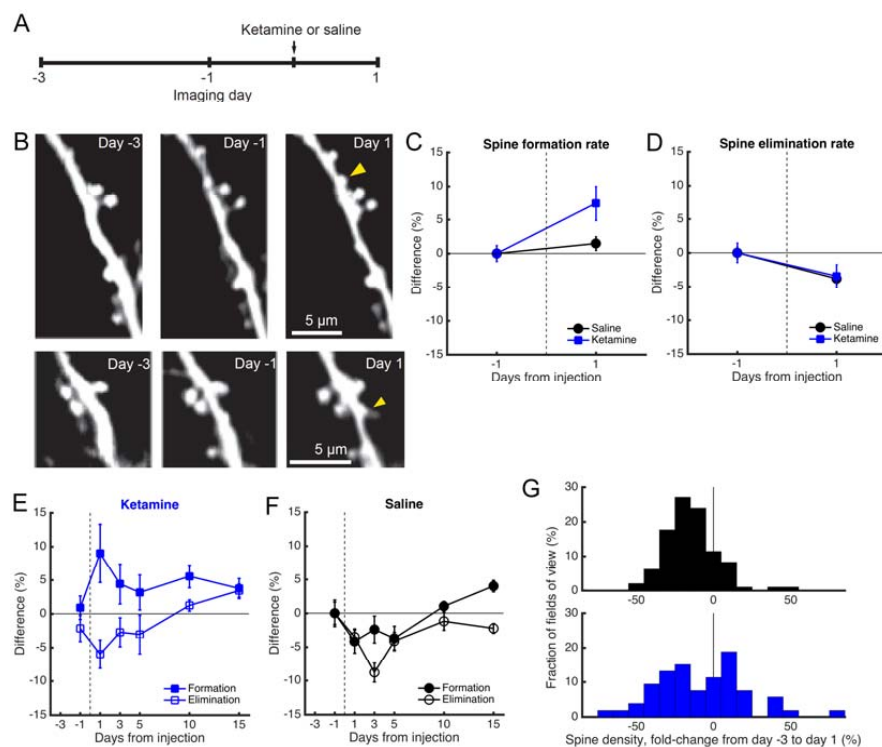 A
Ketamine or saline
-3
-1
1
Imaging day
B
Day -3
Day -1
Day 1
5 µm
Day -3
Day -1
Day 1
5 µm
C
Spine formation rate
Difference (%)
15
10
5
0
-5
-10
-15
Saline
Ketamine
-1
1
Days from injection
D
Spine elimination rate
Difference (%)
15
10
5
0
-5
-10
-15
Saline
Ketamine
-1
1
Days from injection
E
Ketamine
Difference (%)
15
10
5
0
-5
-10
-15
Formation
Elimination
-3 -1 1 3 5 10 15
Days from injection
F
Saline
Difference (%)
15
10
5
0
-5
-10
-15
Formation
Elimination
-3 -1 1 3 5 10 15
Days from injection
G
Fraction of fields of view (%)
30
20
10
0
-50 0 50
30
20
10
0
-50 0 50
Spine density, fold-change from day -3 to day 1 (%)